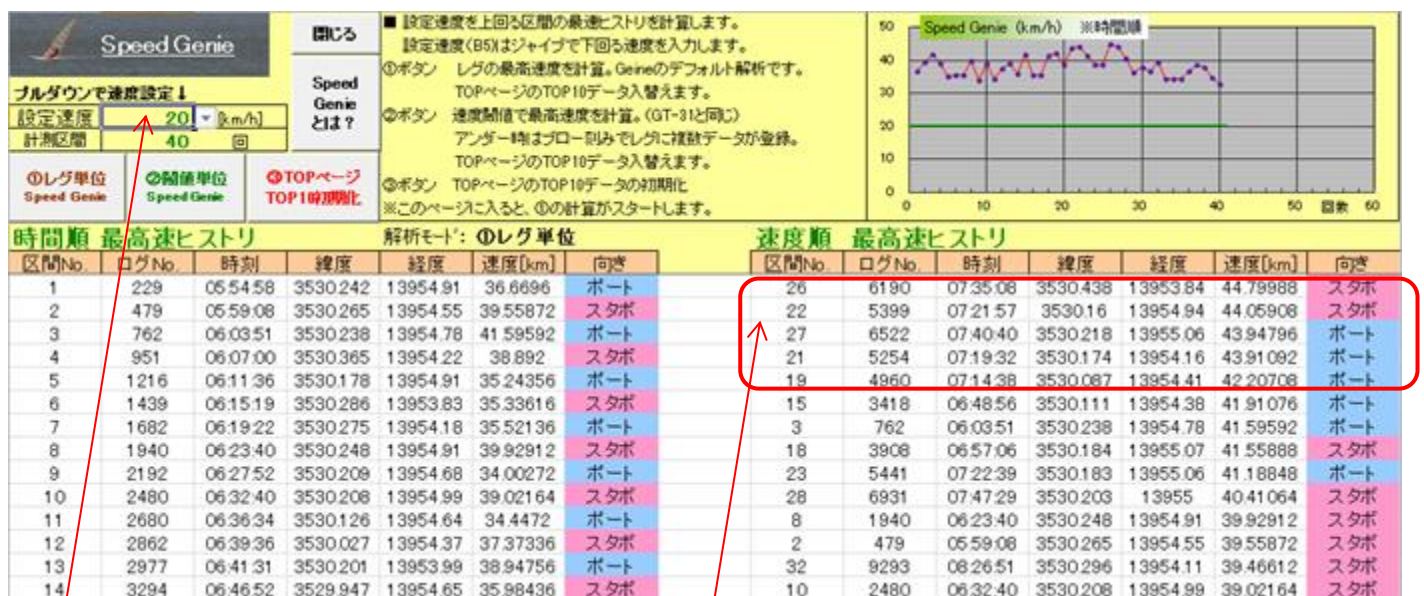 Speed Genie
プルダウンで速度設定↓
設定速度 20 [km/h]
計測区間 40 回
閉じる
Speed
Genie
とは?
①レグ単位
Speed Genie
②閾値単位
Speed Genie
③TOPページ
TOP10初期化
■ 設定速度を上回る区間の最速ヒストリを計算します。
設定速度(B5)はジャイブで下回る速度を入力します。
①ボタン レグの最高速度を計算。Geineのデフォルト解析です。
TOPページのTOP10データ入替えます。
②ボタン 速度閾値で最高速度を計算。(GT-31と同じ)
アンダー時はブロー刻みでレグに複数データが登録。
TOPページのTOP10データ入替えます。
③ボタン TOPページのTOP10データの初期化
※このページに入ると、①の計算がスタートします。
Speed Genie (km/h) ※時間順
50
40
30
20
10
0
0 10 20 30 40 50 回数 60
時間順 最高速ヒストリ 解析モード: ①レグ単位
区間No. ログNo. 時刻 緯度 経度 速度[km] 向き
1 229 05:54:58 3530.242 13954.91 36.6696 ポート
2 479 05:59:08 3530.265 13954.55 39.55872 スタボ
3 762 06:03:51 3530.238 13954.78 41.59592 ポート
4 951 06:07:00 3530.365 13954.22 38.892 スタボ
5 1216 06:11:36 3530.178 13954.91 35.24356 ポート
6 1439 06:15:19 3530.286 13953.83 35.33616 スタボ
7 1682 06:19:22 3530.275 13954.18 35.52136 ポート
8 1940 06:23:40 3530.248 13954.91 39.92912 スタボ
9 2192 06:27:52 3530.209 13954.68 34.00272 ポート
10 2480 06:32:40 3530.208 13954.99 39.02164 スタボ
11 2680 06:36:34 3530.126 13954.64 34.4472 ポート
12 2862 06:39:36 3530.027 13954.37 37.37336 スタボ
13 2977 06:41:31 3530.201 13953.99 38.94756 ポート
14 3294 06:46:52 3529.947 13954.65 35.98436 スタボ
速度順 最高速ヒストリ
区間No. ログNo. 時刻 緯度 経度 速度[km] 向き
26 6190 07:35:08 3530.438 13953.84 44.79988 スタボ
22 5399 07:21:57 3530.16 13954.94 44.05908 スタボ
27 6522 07:40:40 3530.218 13955.06 43.94796 ポート
21 5254 07:19:32 3530.174 13954.16 43.91092 ポート
19 4960 07:14:38 3530.087 13954.41 42.20708 ポート
15 3418 06:48:56 3530.111 13954.38 41.91076 ポート
3 762 06:03:51 3530.238 13954.78 41.59592 ポート
18 3908 06:57:06 3530.184 13955.07 41.55888 スタボ
23 5441 07:22:39 3530.183 13955.06 41.18848 ポート
28 6931 07:47:29 3530.203 13955 40.41064 スタボ
8 1940 06:23:40 3530.248 13954.91 39.92912 スタボ
2 479 05:59:08 3530.265 13954.55 39.55872 スタボ
32 9293 08:26:51 3530.296 13954.11 39.46612 スタボ
10 2480 06:32:40 3530.208 13954.99 39.02164 スタボ